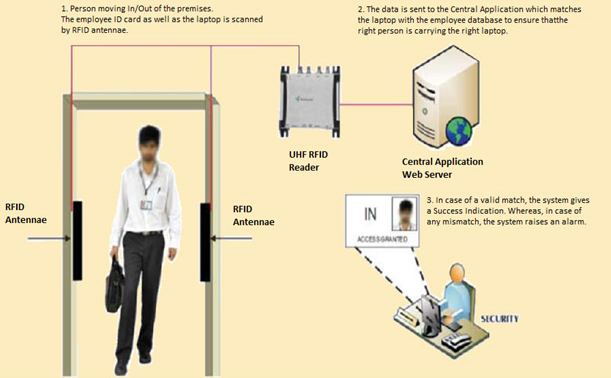 1. Person moving In/Out of the premises.
The employee ID card as well as the laptop is scanned
by RFID antennae.
2. The data is sent to the Central Application which matches
the laptop with the employee database to ensure thatthe
right person is carrying the right laptop.
UHF RFID
Reader
Central Application
Web Server
RFID
Antennae
RFID
Antennae
IN
ACCESS GRANTED
3. In case of a valid match, the system gives
a Success Indication. Whereas, in case of
any mismatch, the system raises an alarm.
SECURITY